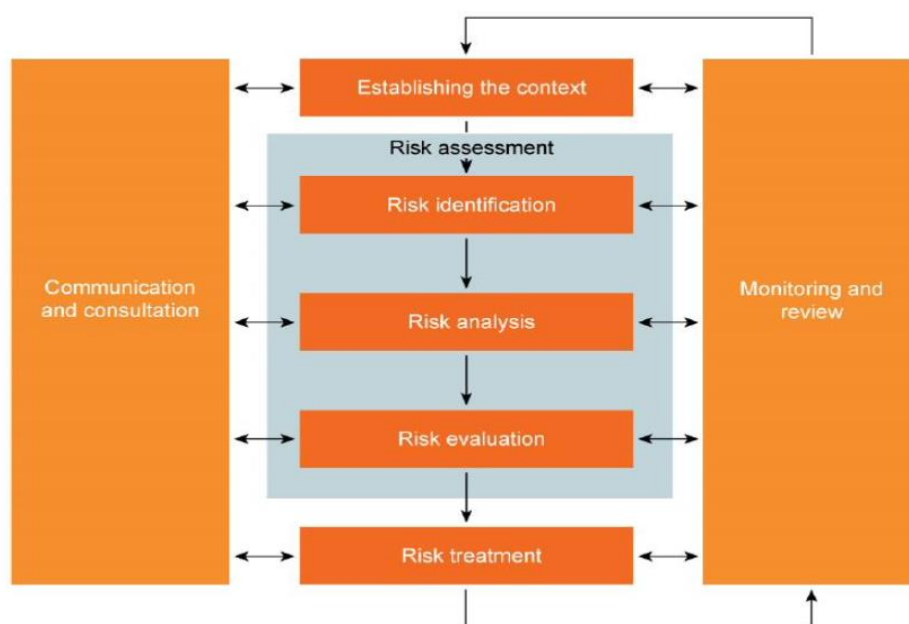 Establishing the context
Risk assessment
Risk identification
Communication
and consultation
Monitoring and
review
Risk analysis
Risk evaluation
Risk treatment